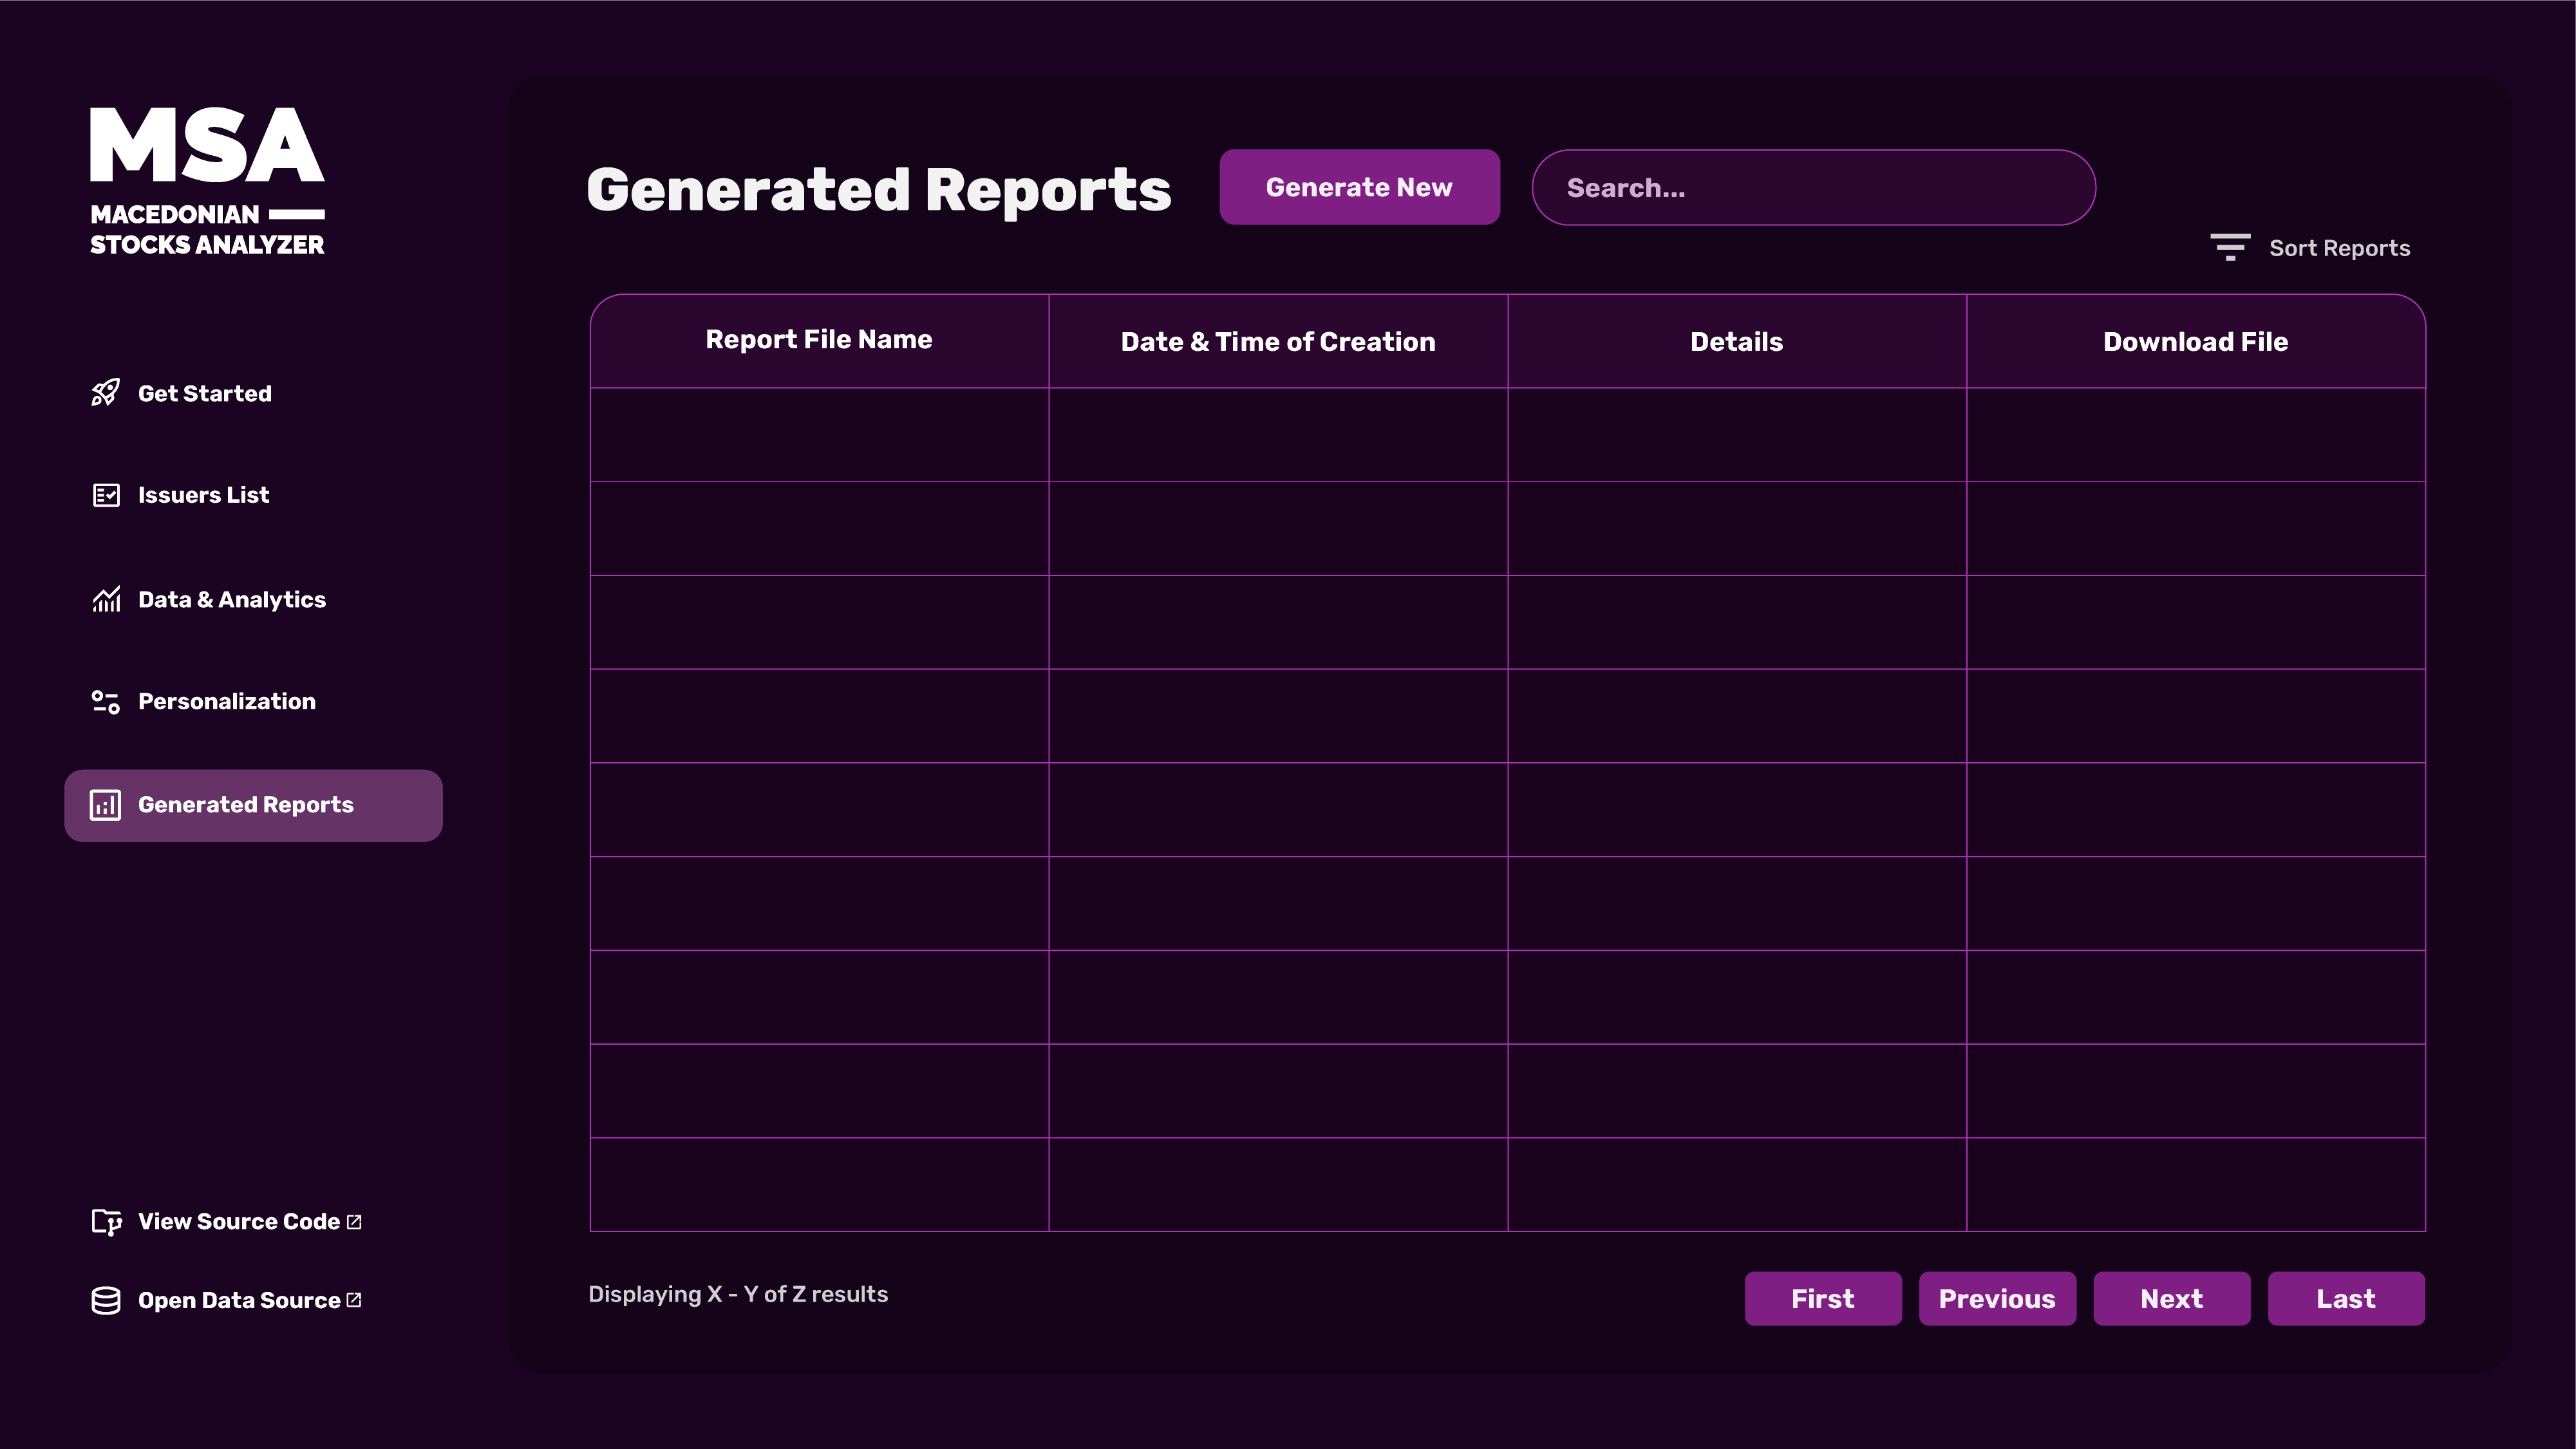 MSA
MACEDONIAN
STOCKS ANALYZER
Get Started
Issuers List
Data & Analytics
Personalization
Generated Reports
View Source Code
Open Data Source
Generated Reports
Generate New
Search...
Sort Reports
Report File Name
Date & Time of Creation
Details
Download File
Displaying X - Y of Z results
First
Previous
Next
Last